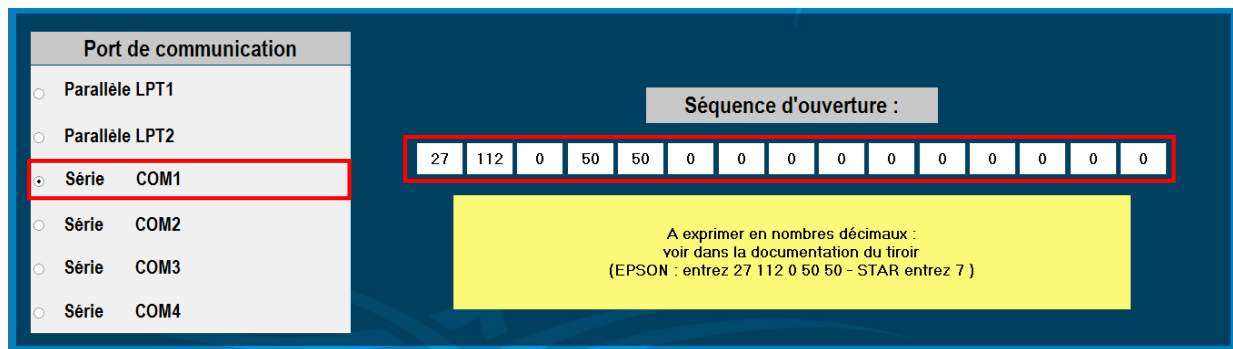 Port de communication
Parallèle LPT1
Parallèle LPT2
Série COM1
Série COM2
Série COM3
Série COM4
Séquence d'ouverture :
27 112 0 50 50 0 0 0 0 0 0 0 0 0 0
A exprimer en nombres décimaux :
voir dans la documentation du tiroir
(EPSON : entrez 27 112 0 50 50 - STAR entrez 7 )